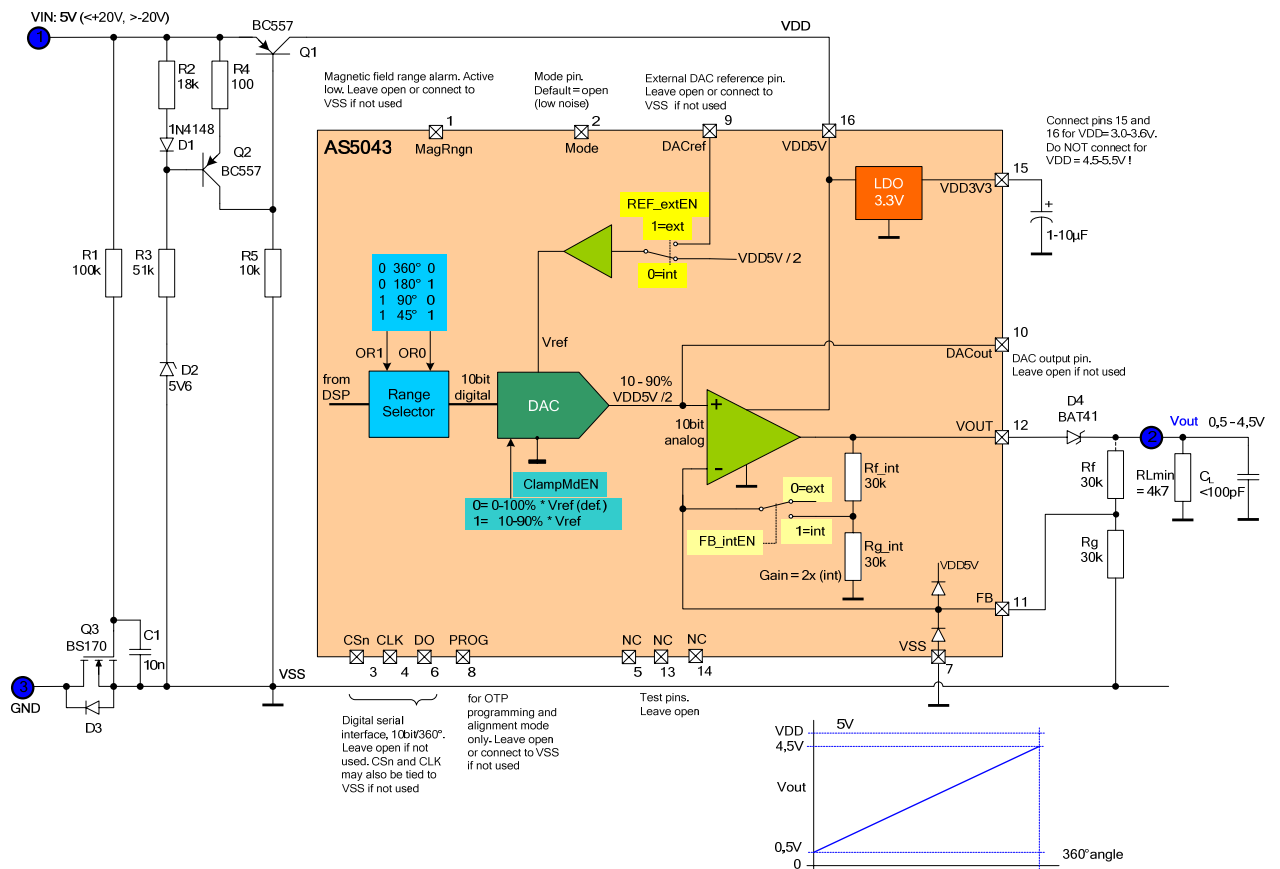 VIN: 5V (<+20V, >-20V)
1
BC557
Q1
VDD
R2
18k
R4
100
1N4148
D1
Q2
BC557
R1
100k
R3
51k
R5
10k
D2
5V6
Q3
BS170
C1
10n
3
GND
D3
VSS
Magnetic field range alarm. Active
low. Leave open or connect to
VSS if not used
Mode pin.
Default = open
(low noise)
External DAC reference pin.
Leave open or connect to
VSS if not used
Connect pins 15 and
16 for VDD= 3.0-3.6V.
Do NOT connect for
VDD = 4.5-5.5V !
AS5043
1
MagRngn
2
Mode
9
DACref
16
VDD5V
15
VDD3V3
LDO
3.3V
+
1-10µF
REF_extEN
1=ext
0=int
VDD5V / 2
0 360° 0
0 180° 1
1 90° 0
1 45° 1
OR1
OR0
Vref
from
DSP
Range
Selector
10bit
digital
DAC
10 - 90%
VDD5V /2
10bit
analog
+
-
ClampMdEN
0= 0-100% * Vref (def.)
1= 10-90% * Vref
10
DACout
DAC output pin.
Leave open if not used
VOUT
12
D4
BAT41
2
Vout
0,5 - 4,5V
Rf_int
30k
0=ext
1=int
FB_intEN
Rg_int
30k
Gain = 2x (int)
VDD5V
FB
11
VSS
7
Rf
30k
RLmin
= 4k7
CL
<100pF
Rg
30k
CSn
CLK
DO
PROG
3
4
6
8
NC
NC
NC
5
13
14
Digital serial
interface, 10bit/360°.
Leave open if not
used. CSn and CLK
may also be tied to
VSS if not used
for OTP
programming and
alignment mode
only. Leave open
or connect to VSS
if not used
Test pins.
Leave open
VDD
5V
4,5V
Vout
0,5V
0
360°angle